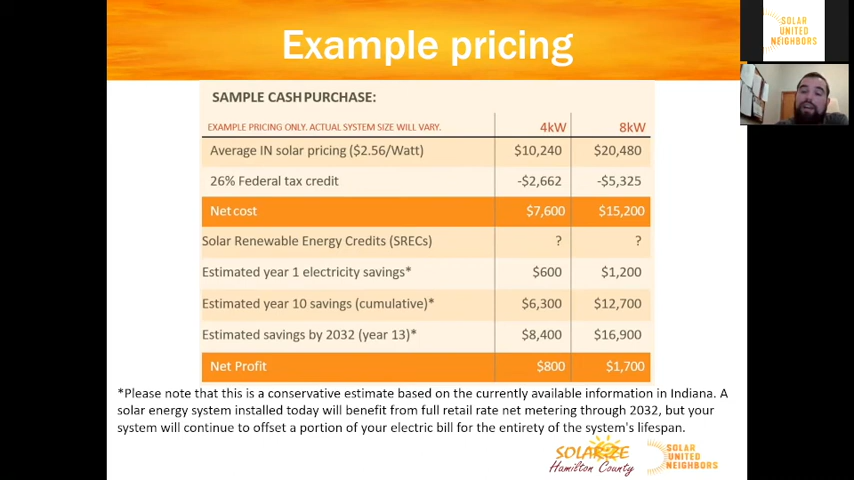 Example pricing
SOLAR
UNITED
NEIGHBORS
SAMPLE CASH PURCHASE:
EXAMPLE PRICING ONLY. ACTUAL SYSTEM SIZE WILL VARY. 4kW 8kW
Average IN solar pricing ($2.56/Watt) $10,240 $20,480
26% Federal tax credit -$2,662 -$5,325
Net cost $7,600 $15,200
Solar Renewable Energy Credits (SRECs) ? ?
Estimated year 1 electricity savings* $600 $1,200
Estimated year 10 savings (cumulative)* $6,300 $12,700
Estimated savings by 2032 (year 13)* $8,400 $16,900
Net Profit $800 $1,700
*Please note that this is a conservative estimate based on the currently available information in Indiana. A
solar energy system installed today will benefit from full retail rate net metering through 2032, but your
system will continue to offset a portion of your electric bill for the entirety of the system's lifespan.
SOLARIZE
Hamilton County
SOLAR
UNITED
NEIGHBORS